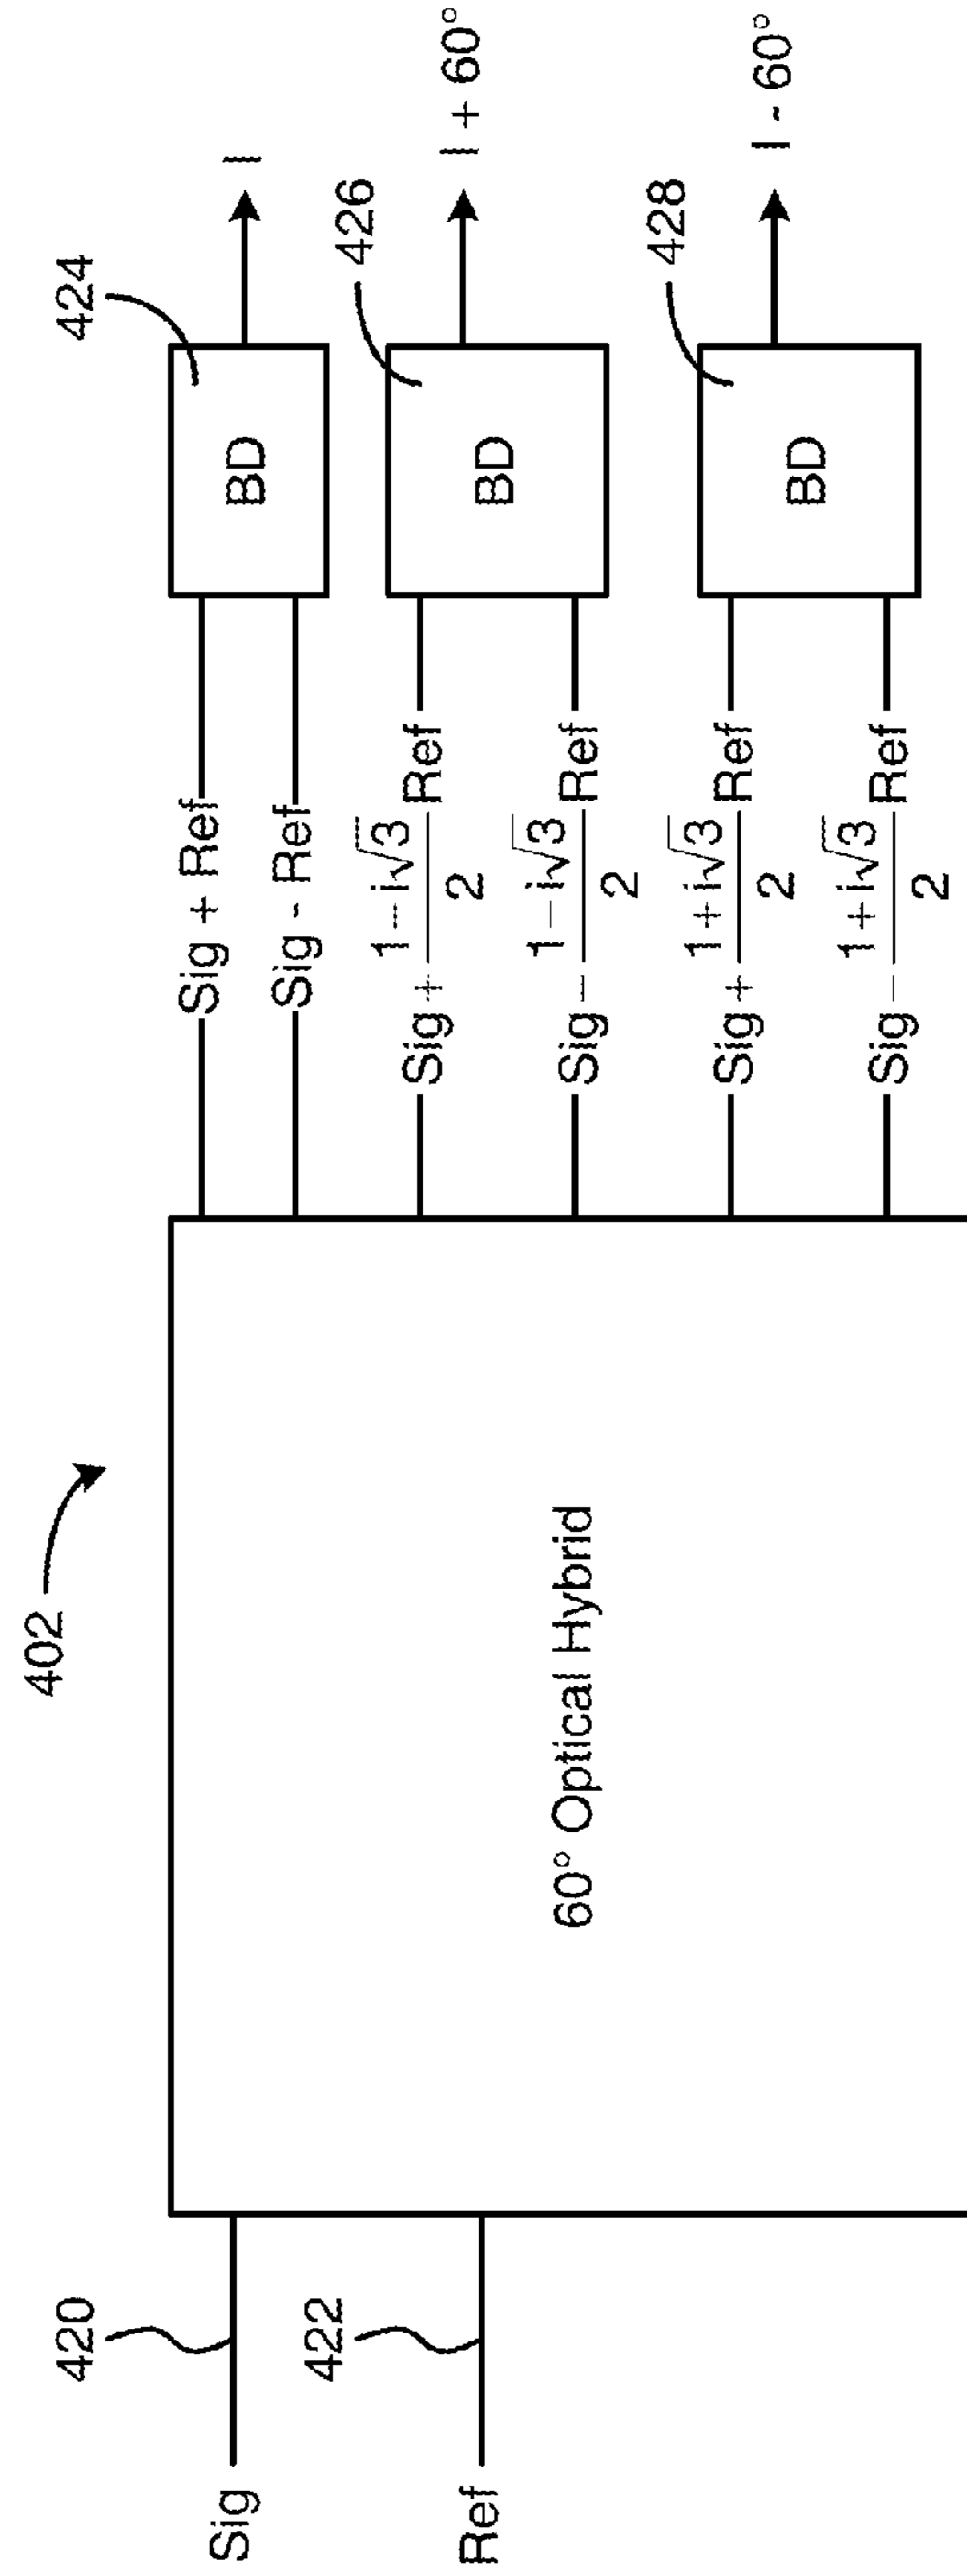 402
420
Sig
422
Ref
60° Optical Hybrid
Sig + Ref
Sig - Ref
Sig + 1 - i√3 / 2 Ref
Sig - 1 - i√3 / 2 Ref
Sig + 1 + i√3 / 2 Ref
Sig - 1 + i√3 / 2 Ref
424
BD
I
426
BD
I + 60°
428
BD
I - 60°